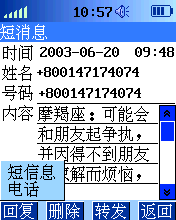 10:57
短消息
时间 2003-06-20 09:48
姓名 +800147174074
号码 +800147174074
内容 摩羯座：可能会
和朋友起争执，
并因得不到朋友
解而烦恼，
短信息
电话
回复 删除 转发 返回